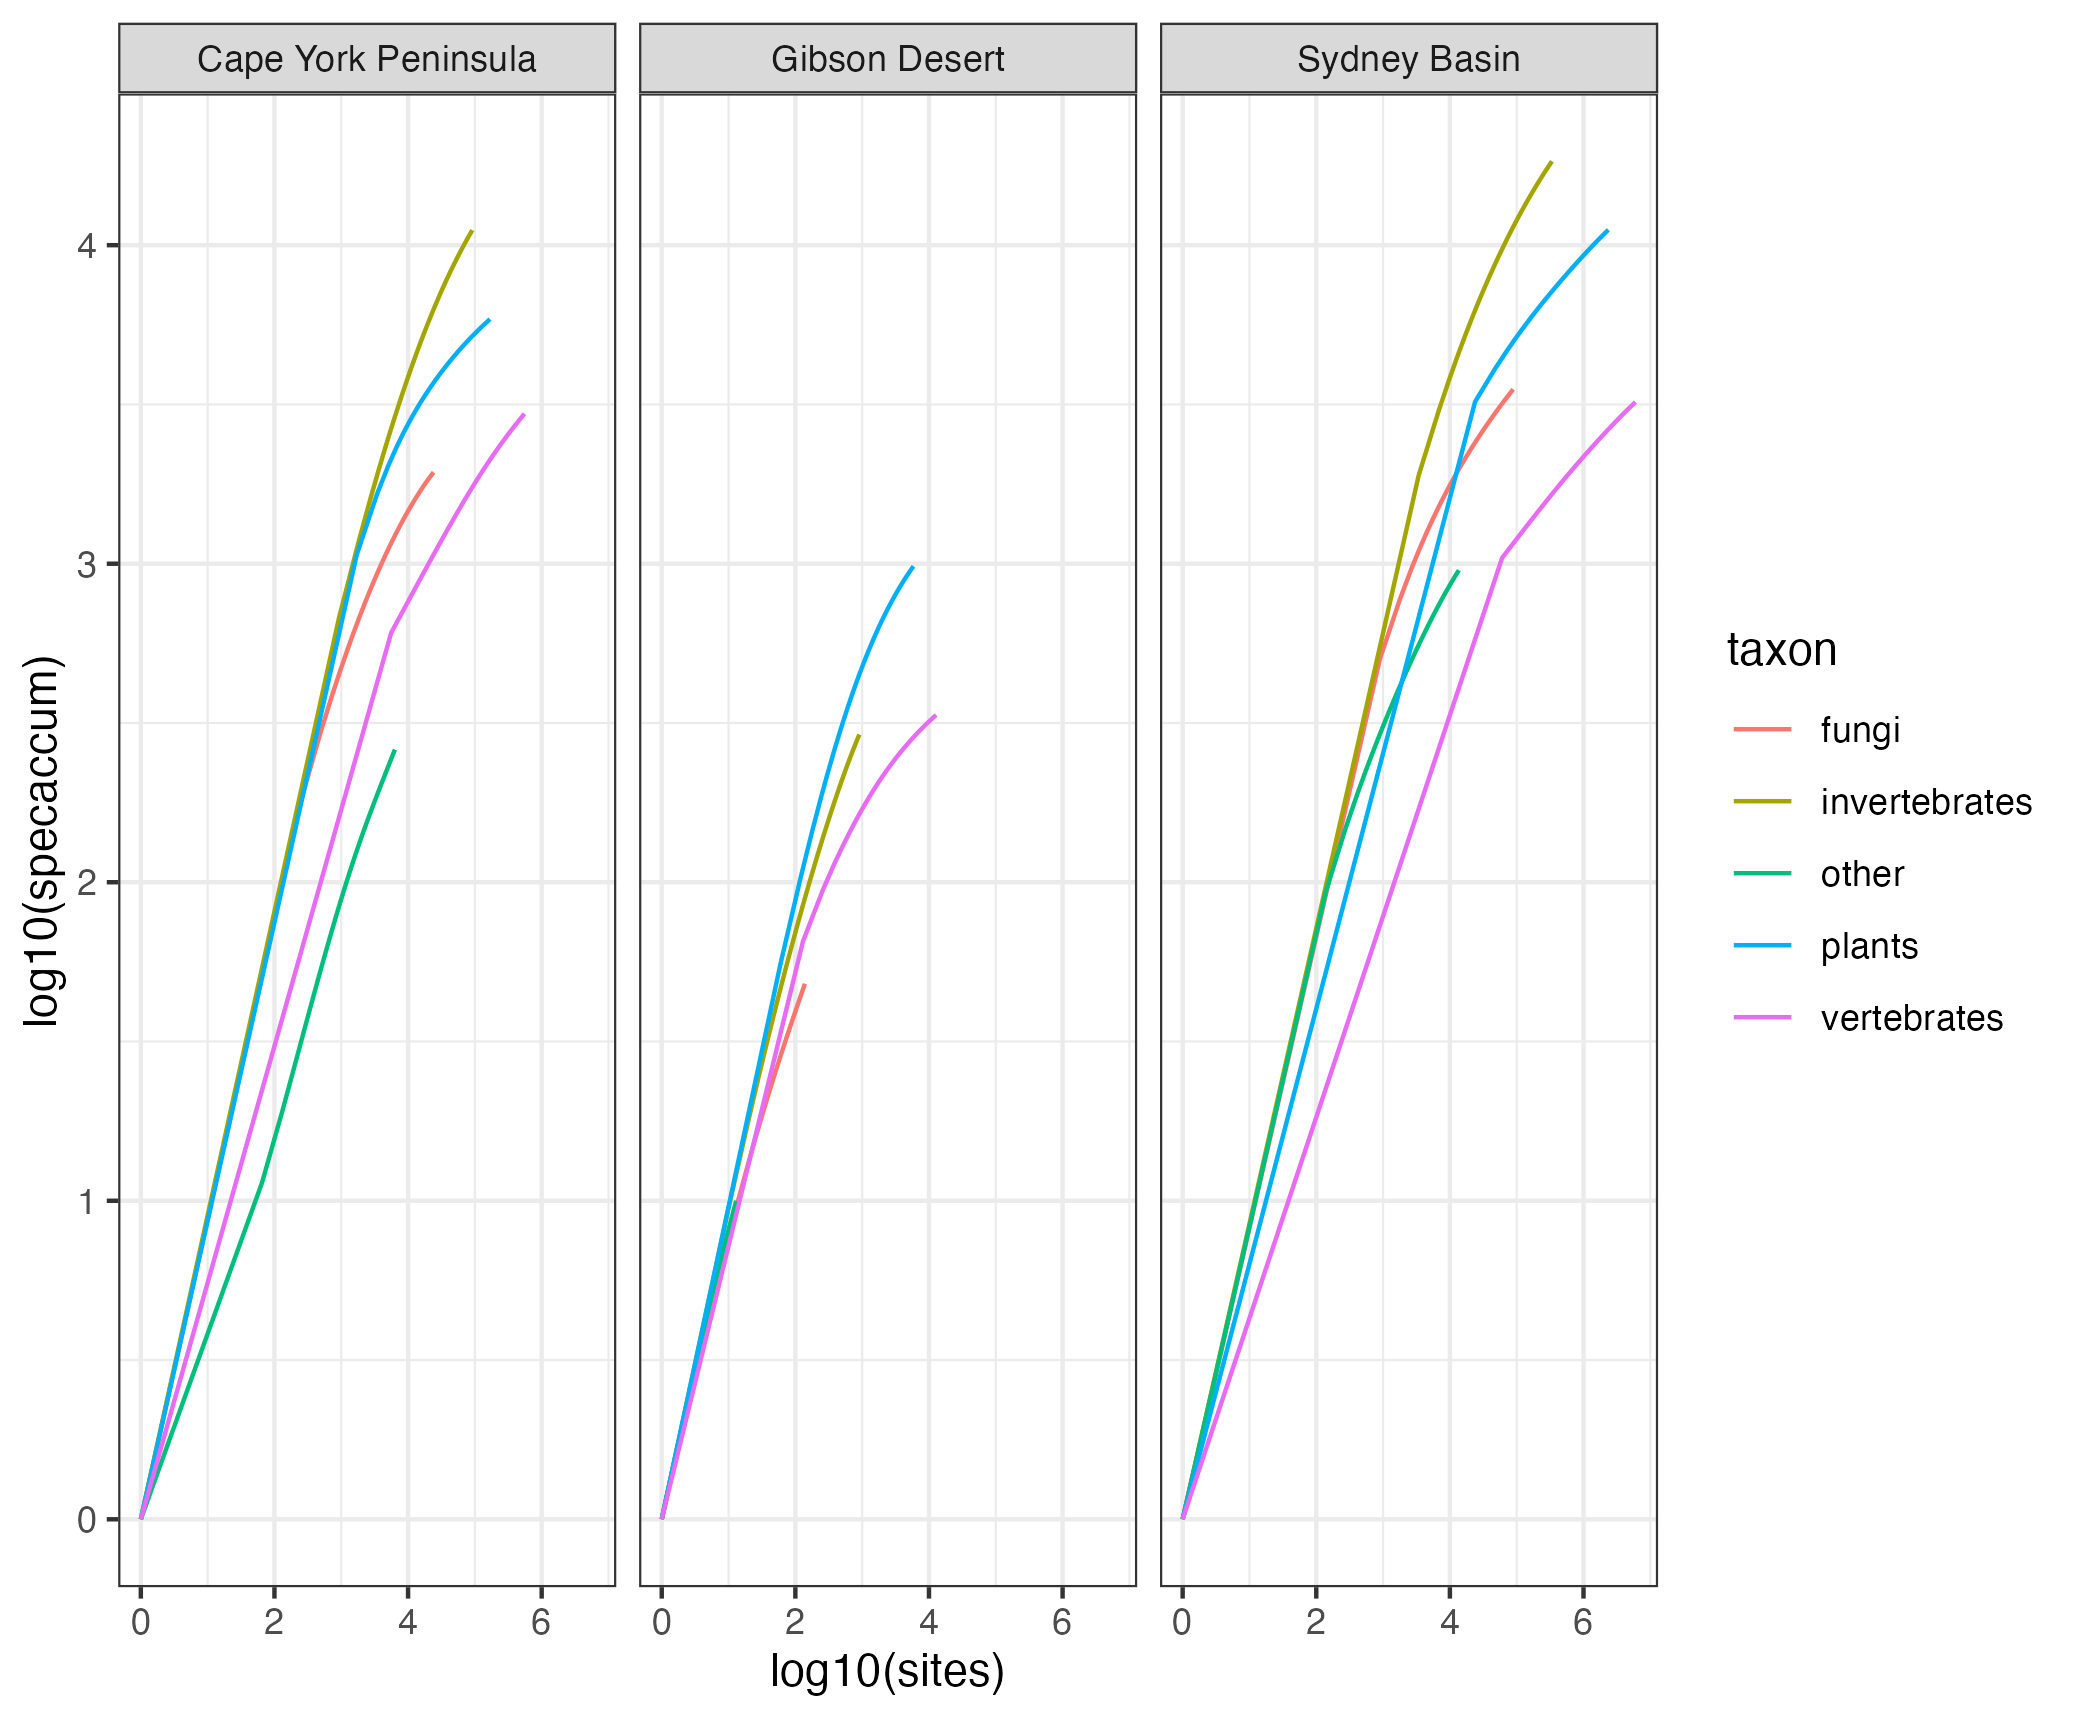 Cape York Peninsula
Gibson Desert
Sydney Basin
log10(specaccum)
4
3
2
1
0
0 2 4 6
0 2 4 6
0 2 4 6
log10(sites)
taxon
fungi
invertebrates
other
plants
vertebrates